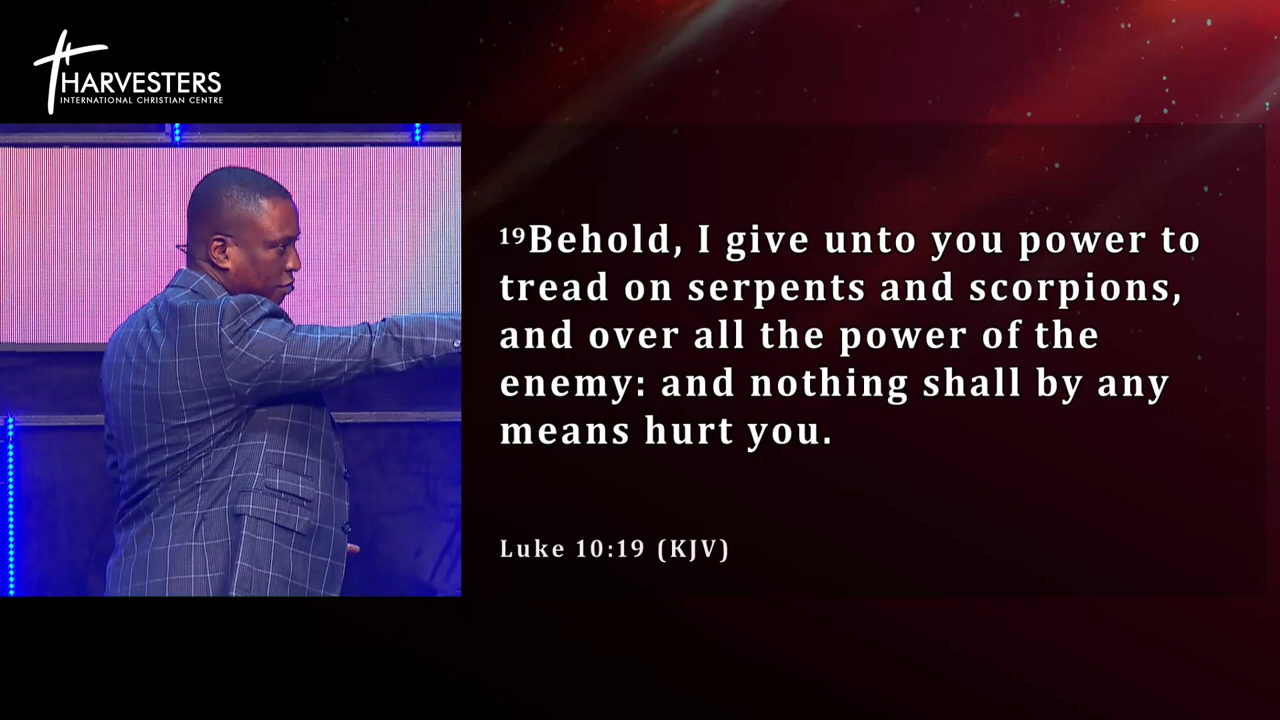 HARVESTERS
INTERNATIONAL CHRISTIAN CENTRE
19Behold, I give unto you power to
tread on serpents and scorpions,
and over all the power of the
enemy: and nothing shall by any
means hurt you.
Luke 10:19 (KJV)